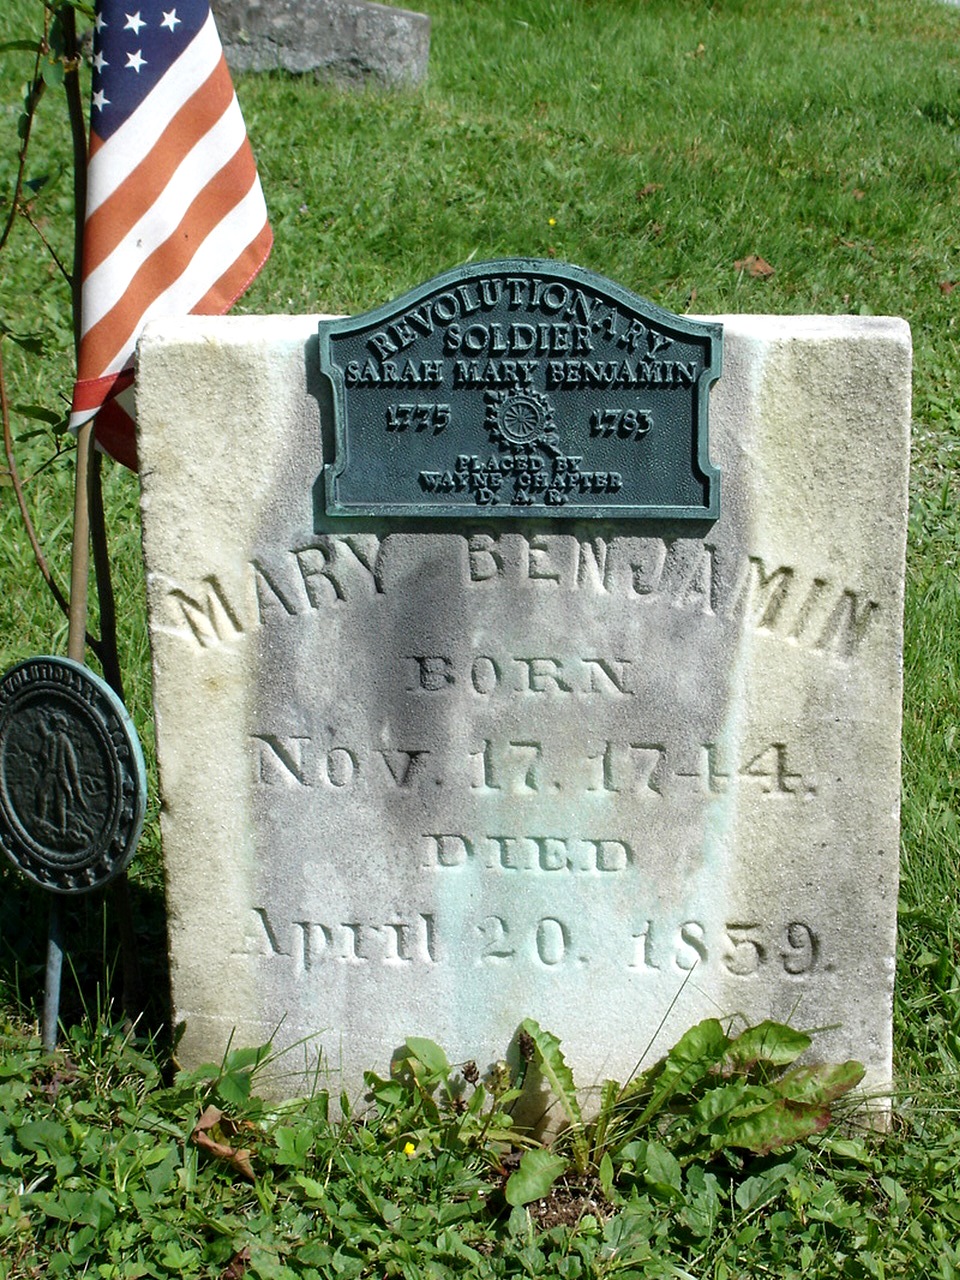 REVOLUTIONARY
SOLDIER
SARAH MARY BENJAMIN
1775 1783
PLACED BY
WAYNE CHAPTER
D. A. R.
MARY BENJAMIN
BORN
Nov. 17. 1744.
DIED
April 20. 1859.
REVOLUTIONARY